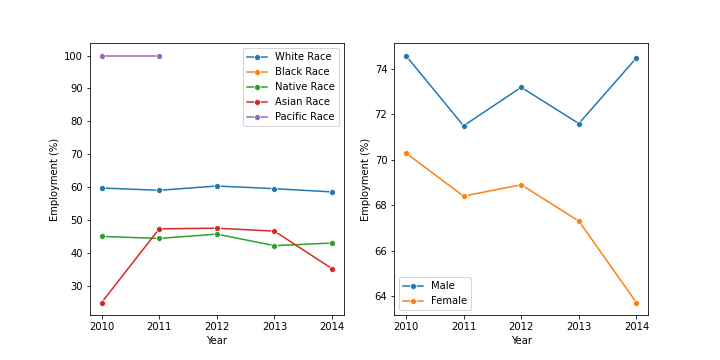 100
90
80
70
60
50
40
30
Employment (%)
2010 2011 2012 2013 2014
Year
White Race
Black Race
Native Race
Asian Race
Pacific Race
74
72
70
68
66
64
Employment (%)
2010 2011 2012 2013 2014
Year
Male
Female